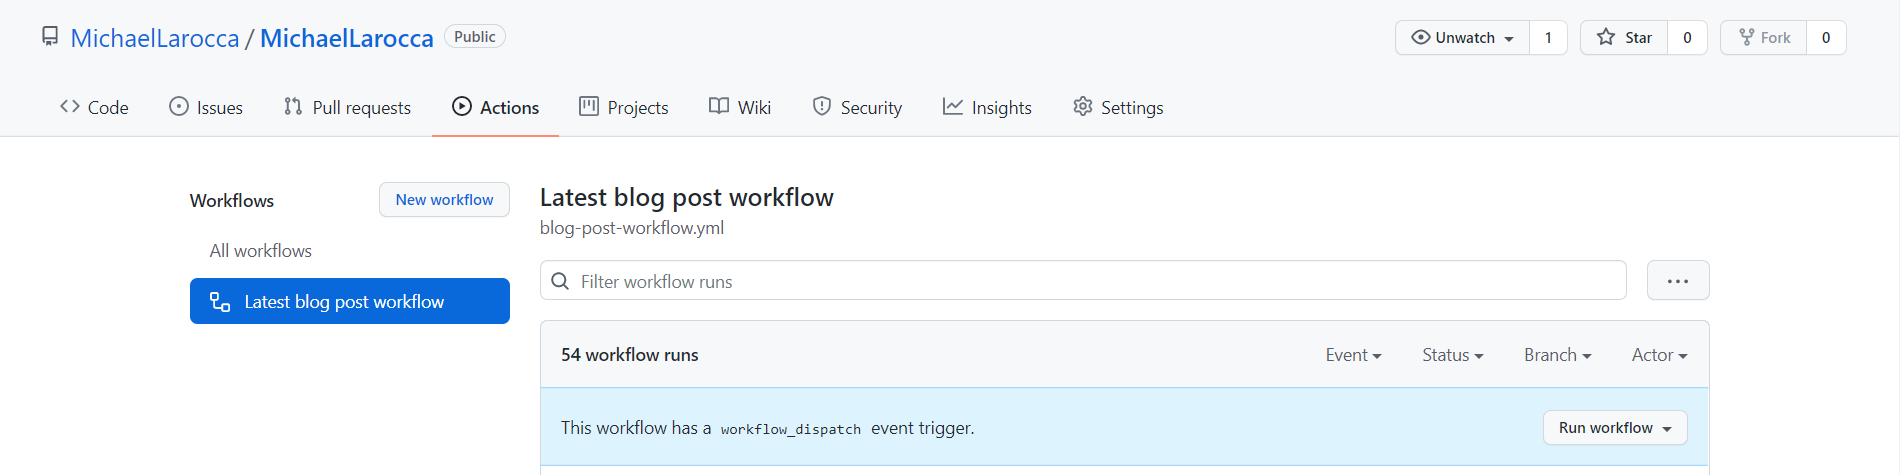 MichaelLarocca / MichaelLarocca Public Unwatch 1 Star 0 Fork 0
Code Issues Pull requests Actions Projects Wiki Security Insights Settings
Workflows New workflow
All workflows
Latest blog post workflow
Latest blog post workflow
blog-post-workflow.yml
Filter workflow runs ...
54 workflow runs Event Status Branch Actor
This workflow has a workflow_dispatch event trigger. Run workflow